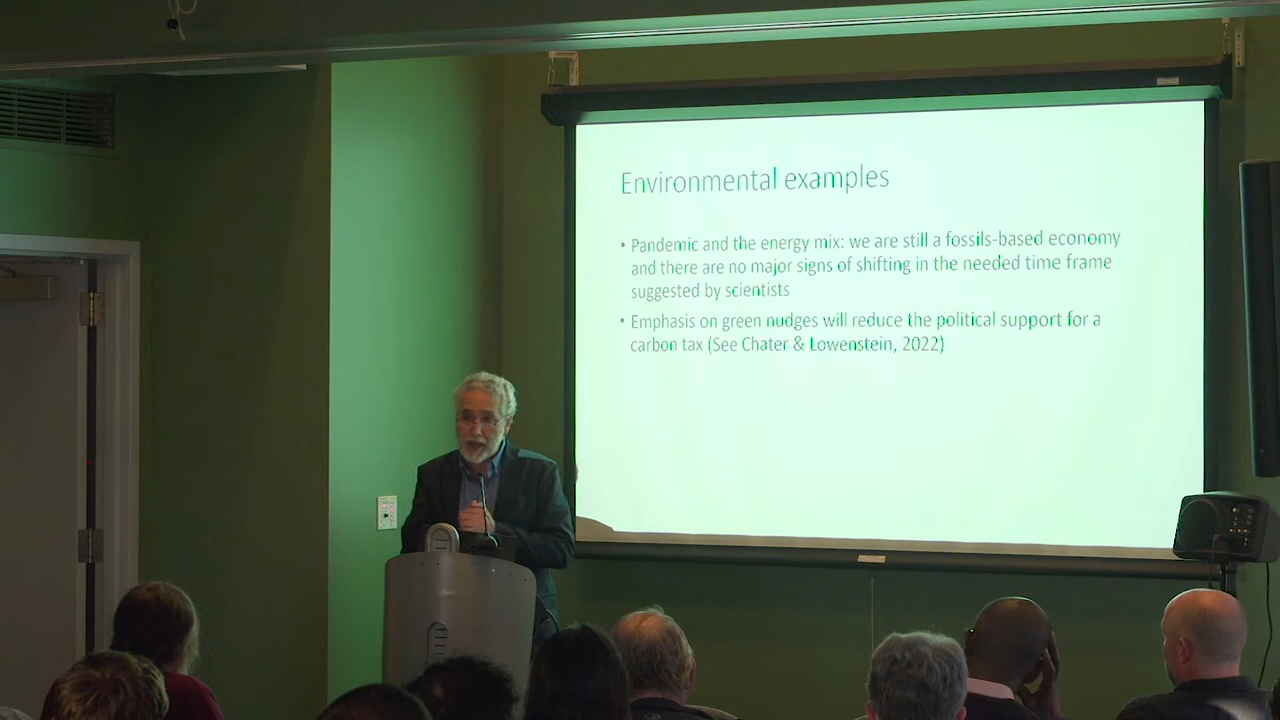 Environmental examples
• Pandemic and the energy mix: we are still a fossils-based economy
and there are no major signs of shifting in the needed time frame
suggested by scientists
• Emphasis on green nudges will reduce the political support for a
carbon tax (See Chater & Lowenstein, 2022)